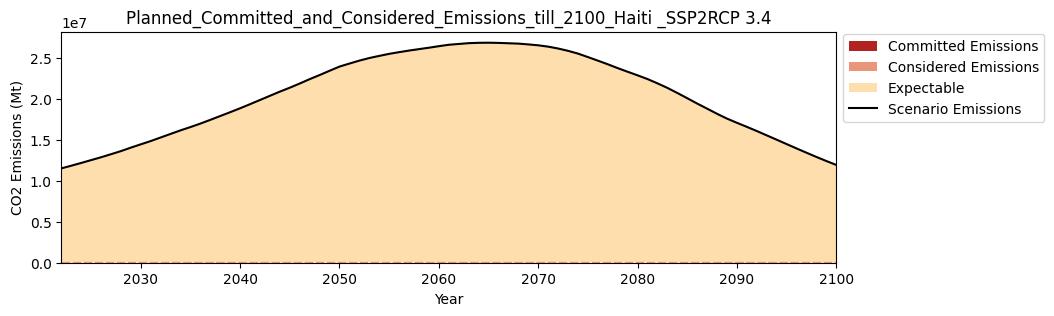 Planned_Committed_and_Considered_Emissions_till_2100_Haiti _SSP2RCP 3.4
1e7
CO2 Emissions (Mt)
2.5
2.0
1.5
1.0
0.5
0.0
2030 2040 2050 2060 2070 2080 2090 2100
Year
Committed Emissions
Considered Emissions
Expectable
Scenario Emissions